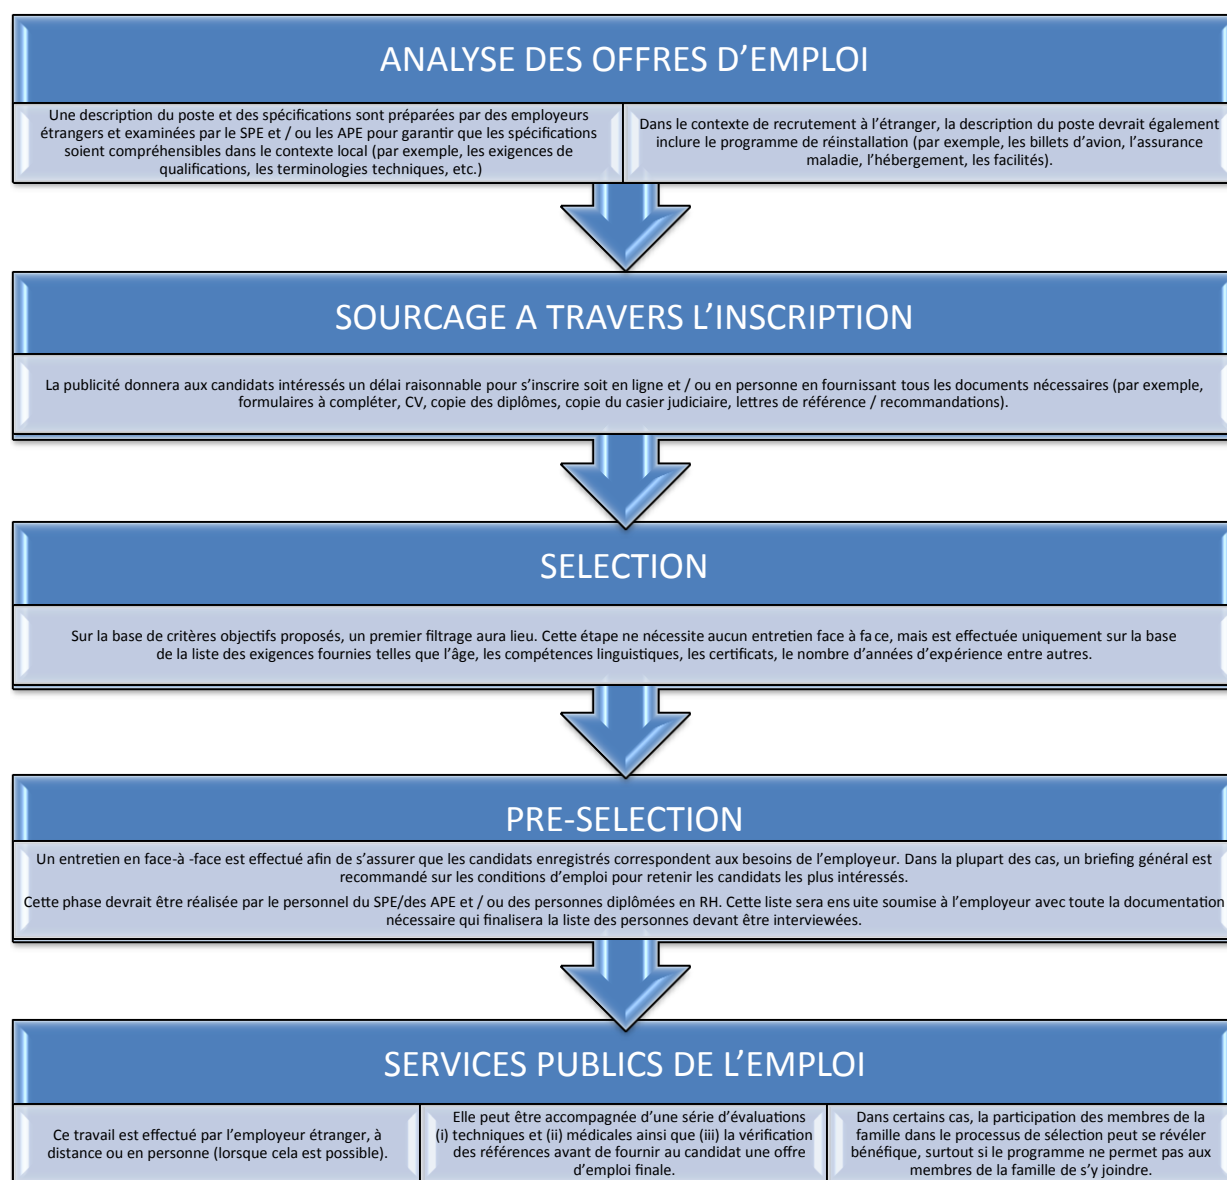 ANALYSE DES OFFRES D’EMPLOI
Une description du poste et des spécifications sont préparées par des employeurs
étrangers et examinées par le SPE et / ou les APE pour garantir que les spécifications
soient compréhensibles dans le contexte local (par exemple, les exigences de
qualifications, les terminologies techniques, etc.)
Dans le contexte de recrutement à l’étranger, la description du poste devrait également
inclure le programme de réinstallation (par exemple, les billets d’avion, l’assurance
maladie, l’hébergement, les facilités).
SOURCAGE A TRAVERS L’INSCRIPTION
La publicité donnera aux candidats intéressés un délai raisonnable pour s’inscrire soit en ligne et / ou en personne en fournissant tous les documents nécessaires (par exemple,
formulaires à compléter, CV, copie des diplômes, copie du casier judiciaire, lettres de référence / recommandations).
SELECTION
Sur la base de critères objectifs proposés, un premier filtrage aura lieu. Cette étape ne nécessite aucun entretien face à face, mais est effectuée uniquement sur la base
de la liste des exigences fournies telles que l’âge, les compétences linguistiques, les certificats, le nombre d’années d’expérience entre autres.
PRE-SELECTION
Un entretien en face-à -face est effectué afin de s’assurer que les candidats enregistrés correspondent aux besoins de l’employeur. Dans la plupart des cas, un briefing général est
recommandé sur les conditions d’emploi pour retenir les candidats les plus intéressés.
Cette phase devrait être réalisée par le personnel du SPE/des APE et / ou des personnes diplômées en RH. Cette liste sera ens uite soumise à l’employeur avec toute la documentation
nécessaire qui finalisera la liste des personnes devant être interviewées.
SERVICES PUBLICS DE L’EMPLOI
Ce travail est effectué par l’employeur étranger, à
distance ou en personne (lorsque cela est possible).
Elle peut être accompagnée d’une série d’évaluations
(i) techniques et (ii) médicales ainsi que (iii) la vérification
des références avant de fournir au candidat une offre
d’emploi finale.
Dans certains cas, la participation des membres de la
famille dans le processus de sélection peut se révéler
bénéfique, surtout si le programme ne permet pas aux
membres de la famille de s’y joindre.